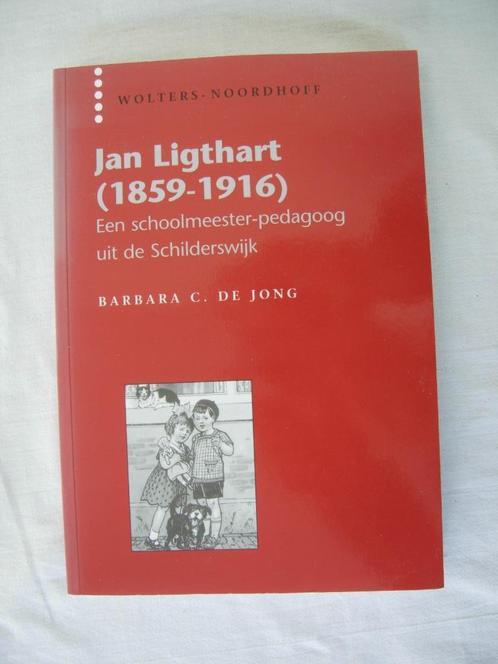 WOLTERS-NOORDHOFF
Jan Ligthart
(1859-1916)
Een schoolmeester-pedagoog
uit de Schilderswijk
BARBARA C. DE JONG